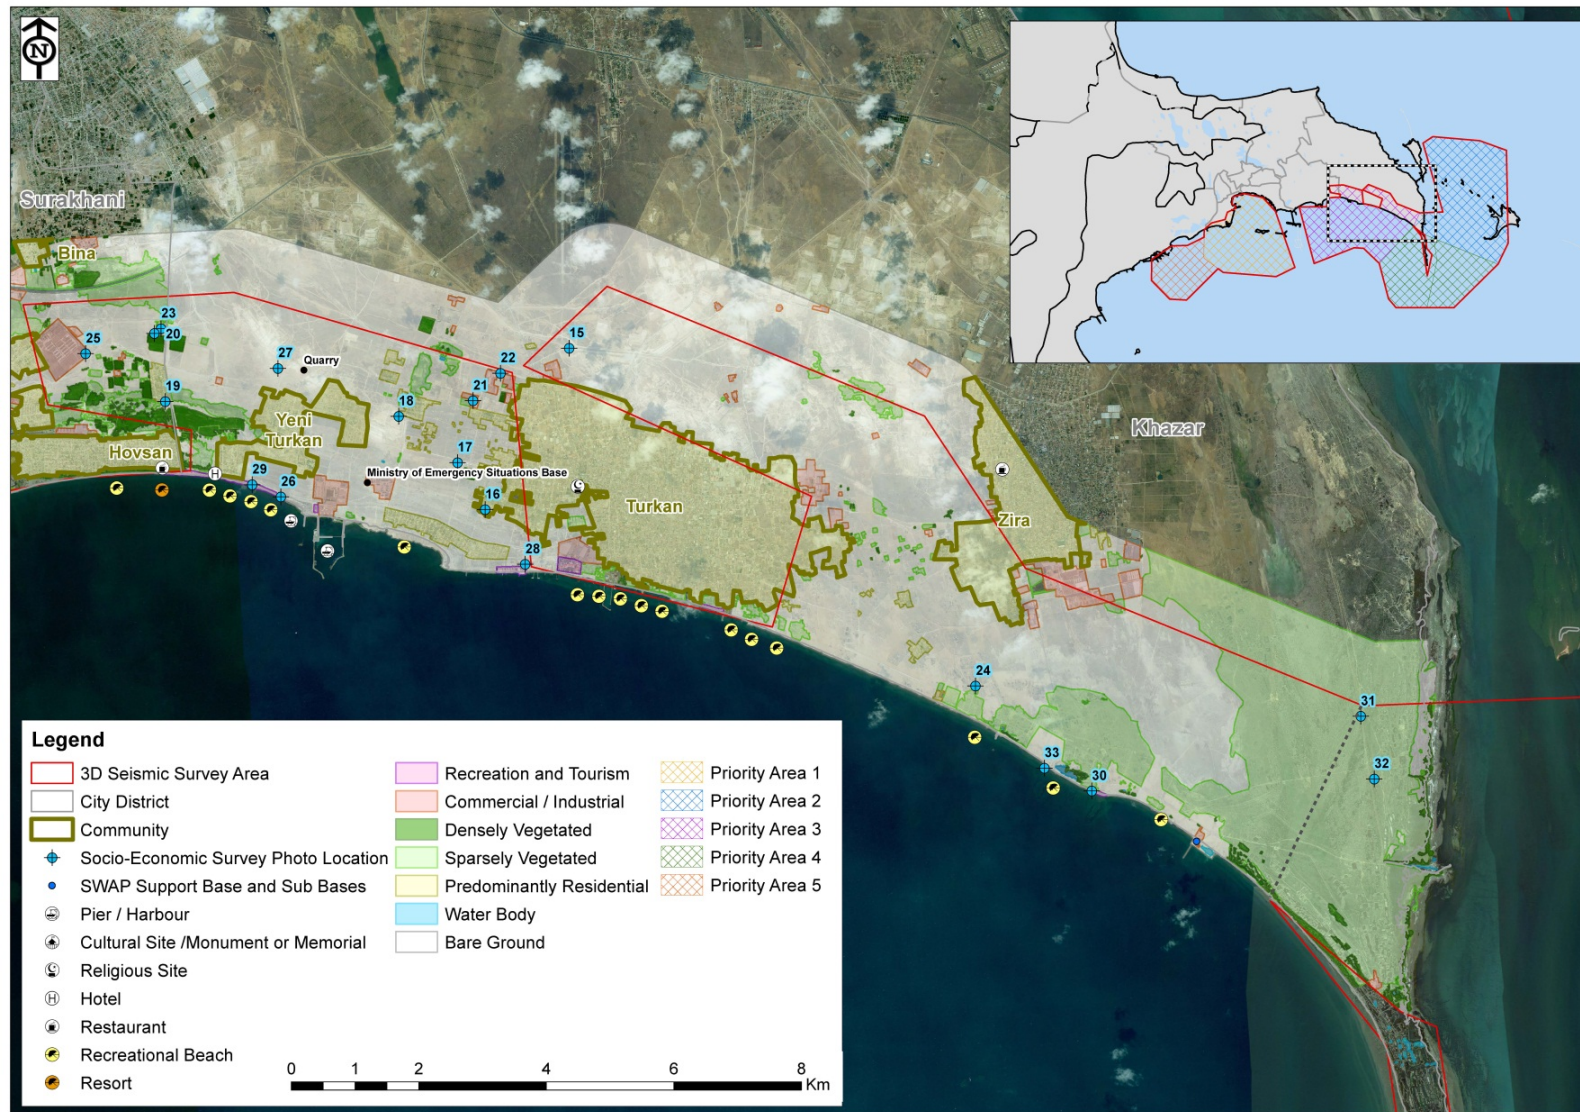 N
Surakhani
Bina
23
20
25
27
Quarry
22
15
21
19
18
Yeni
Turkan
Hovsan
17
Ministry of Emergency Situations Base
29
26
16
Turkan
28
Zira
Khazar
24
31
32
33
30
Legend
3D Seismic Survey Area
City District
Community
Socio-Economic Survey Photo Location
SWAP Support Base and Sub Bases
Pier / Harbour
Cultural Site /Monument or Memorial
Religious Site
H Hotel
Restaurant
Recreational Beach
Resort
Recreation and Tourism
Commercial / Industrial
Densely Vegetated
Sparsely Vegetated
Predominantly Residential
Water Body
Bare Ground
Priority Area 1
Priority Area 2
Priority Area 3
Priority Area 4
Priority Area 5
0 1 2 4 6 8
Km
H